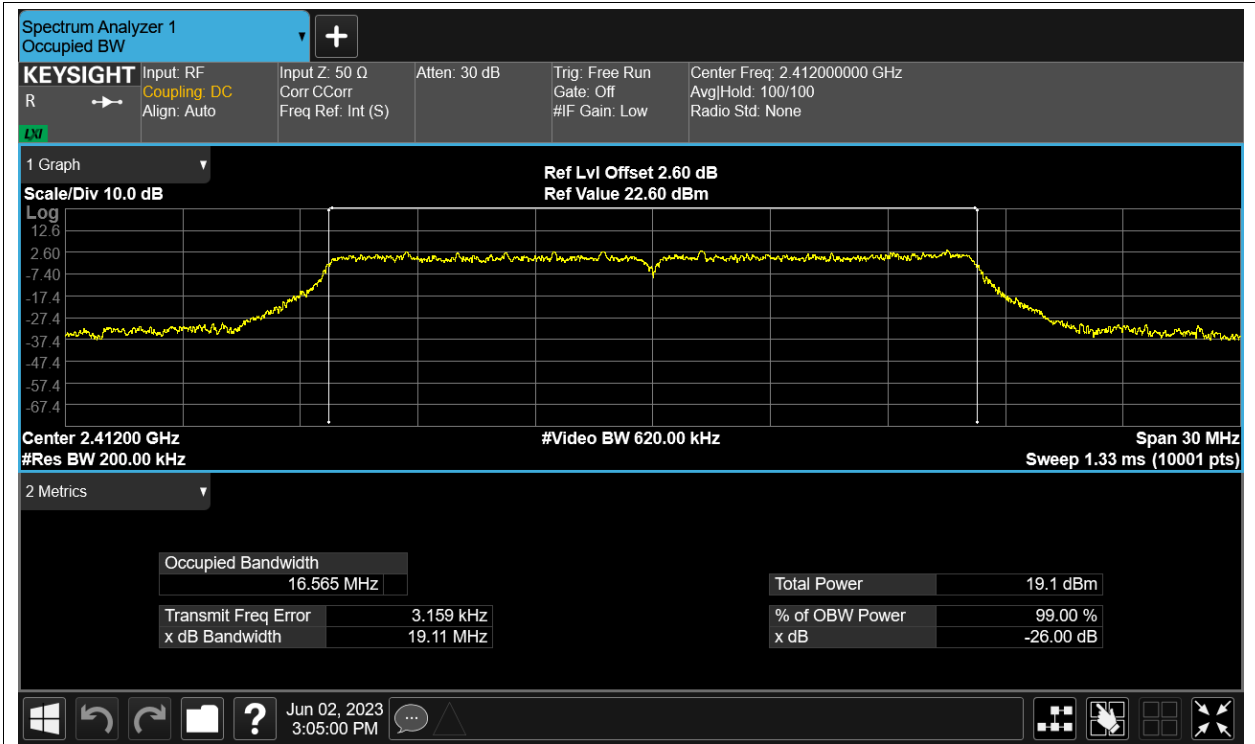 Spectrum Analyzer 1
Occupied BW
KEYSIGHT
R
LXI
Input: RF
Coupling: DC
Align: Auto
Input Z: 50 Ω
Corr CCorr
Freq Ref: Int (S)
Atten: 30 dB
Trig: Free Run
Gate: Off
#IF Gain: Low
Center Freq: 2.412000000 GHz
Avg|Hold: 100/100
Radio Std: None
1 Graph
Scale/Div 10.0 dB
Ref Lvl Offset 2.60 dB
Ref Value 22.60 dBm
Log
12.6
2.60
-7.40
-17.4
-27.4
-37.4
-47.4
-57.4
-67.4
Center 2.41200 GHz
#Video BW 620.00 kHz
Span 30 MHz
#Res BW 200.00 kHz
Sweep 1.33 ms (10001 pts)
2 Metrics
Occupied Bandwidth
16.565 MHz
Total Power 19.1 dBm
Transmit Freq Error 3.159 kHz
% of OBW Power 99.00 %
x dB Bandwidth 19.11 MHz
x dB -26.00 dB
?
Jun 02, 2023
3:05:00 PM